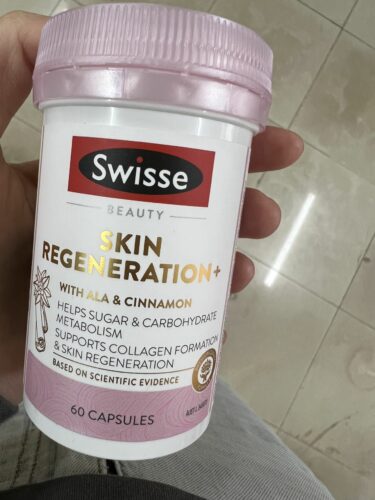 Swisse
BEAUTY
SKIN
REGENERATION+
WITH ALA & CINNAMON
HELPS SUGAR & CARBOHYDRATE
METABOLISM
SUPPORTS COLLAGEN FORMATION
& SKIN REGENERATION
BASED ON SCIENTIFIC EVIDENCE
60 CAPSULES